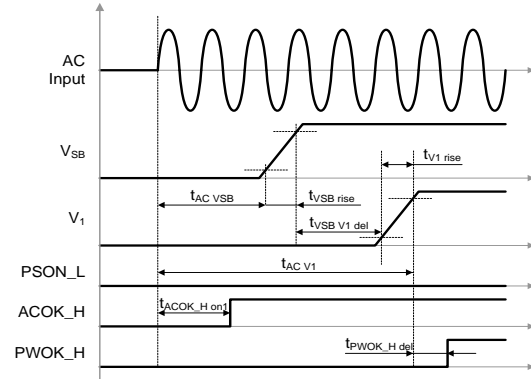 AC
Input
VSB
tV1 rise
tAC VSB
tVSB rise
tVSB V1 del
V1
tAC V1
PSON_L
tACOK_H on1
ACOK_H
tPWOK_H del
PWOK_H